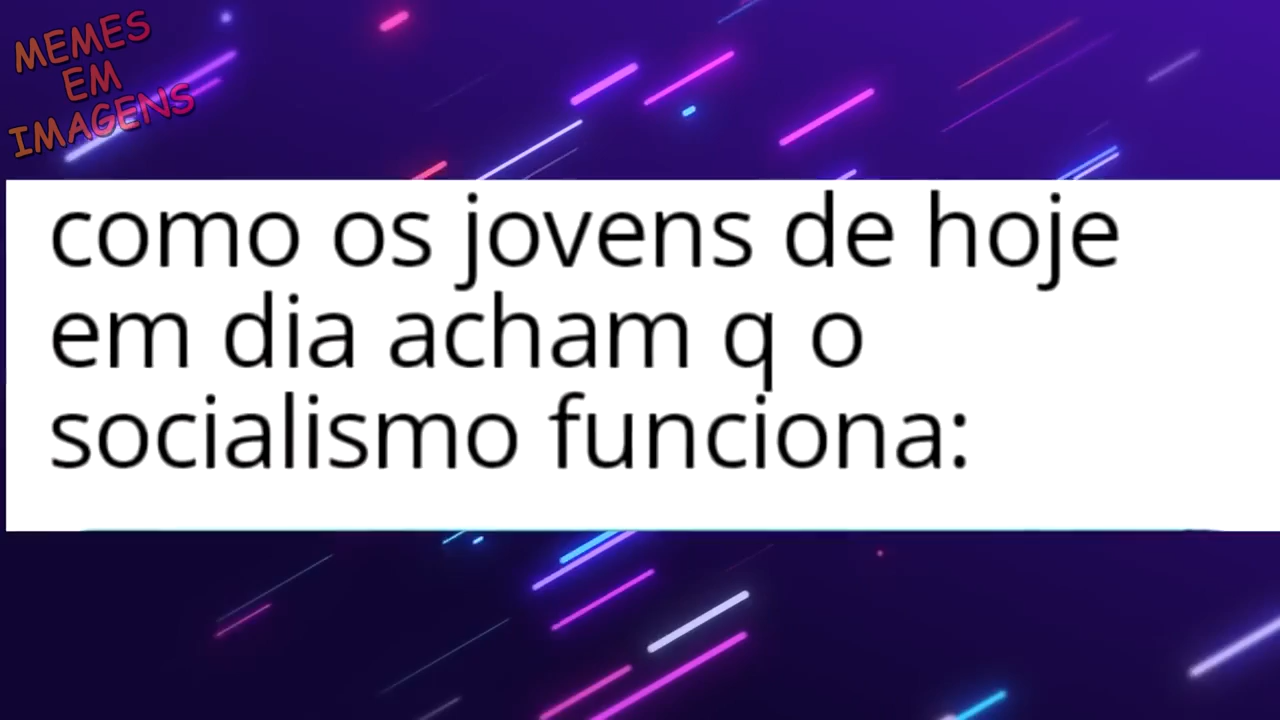 MEMES
EM
IMAGENS
como os jovens de hoje
em dia acham q o
socialismo funciona: